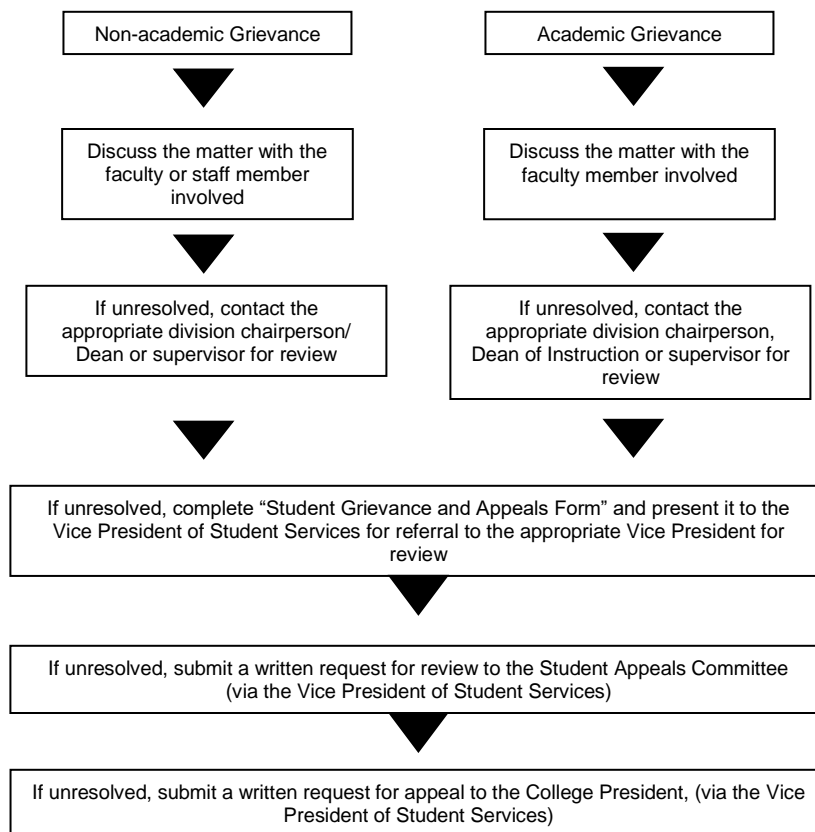 Non-academic Grievance
Academic Grievance
Discuss the matter with the
faculty or staff member
involved
Discuss the matter with the
faculty member involved
If unresolved, contact the
appropriate division chairperson/
Dean or supervisor for review
If unresolved, contact the
appropriate division chairperson,
Dean of Instruction or supervisor for
review
If unresolved, complete “Student Grievance and Appeals Form” and present it to the
Vice President of Student Services for referral to the appropriate Vice President for
review
If unresolved, submit a written request for review to the Student Appeals Committee
(via the Vice President of Student Services)
If unresolved, submit a written request for appeal to the College President, (via the Vice
President of Student Services)